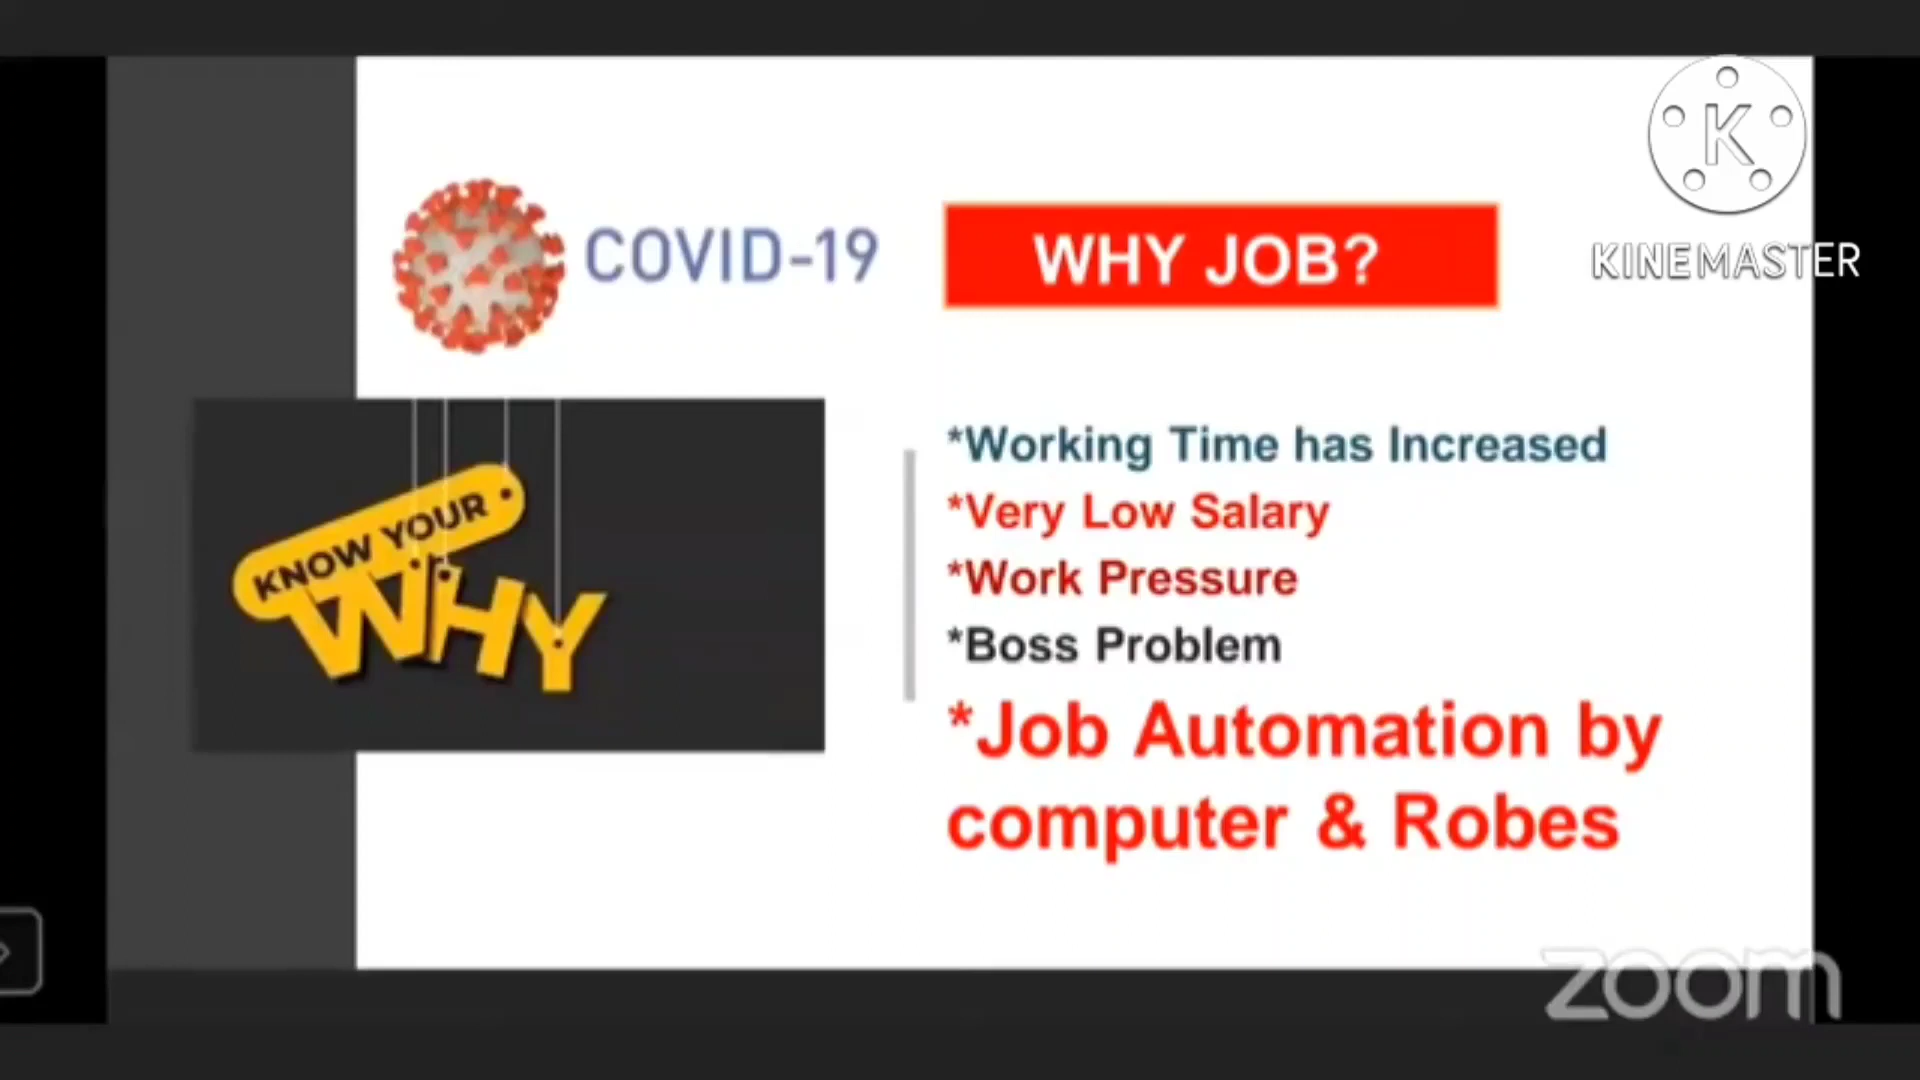 COVID-19
WHY JOB?
K
KINEMASTER
KNOW YOUR
WHY
*Working Time has Increased
*Very Low Salary
*Work Pressure
*Boss Problem
*Job Automation by
computer & Robes
zoom